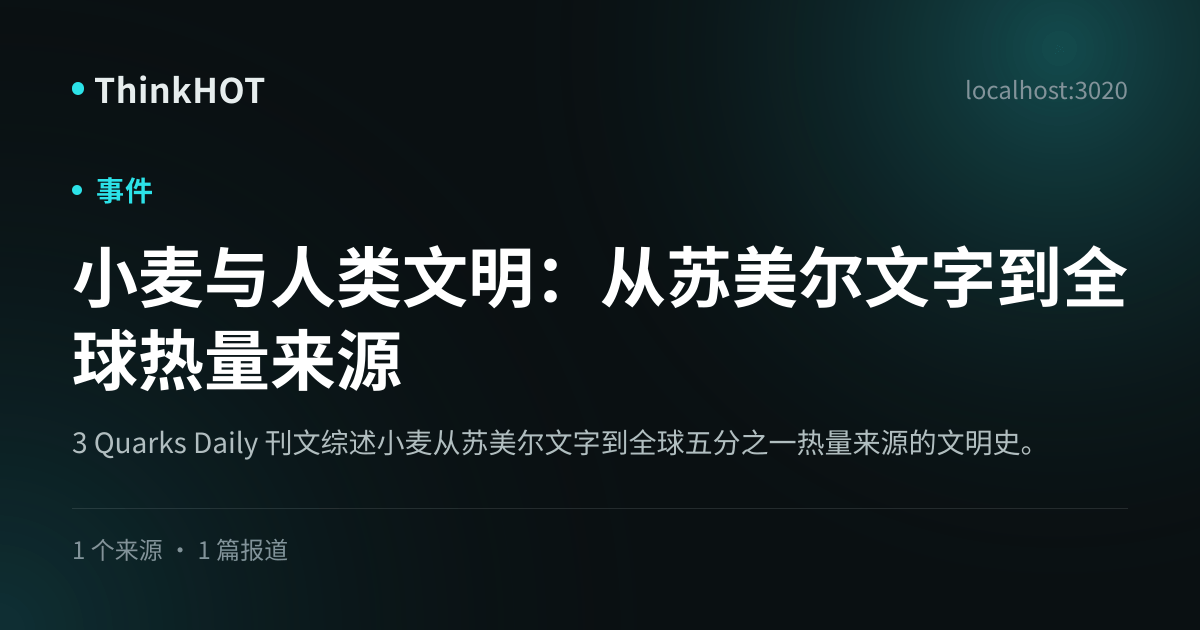 ThinkHOT
localhost:3020
事件
小麦与人类文明：从苏美尔文字到全
球热量来源
3 Quarks Daily 刊文综述小麦从苏美尔文字到全球五分之一热量来源的文明史。
1 个来源 · 1 篇报道